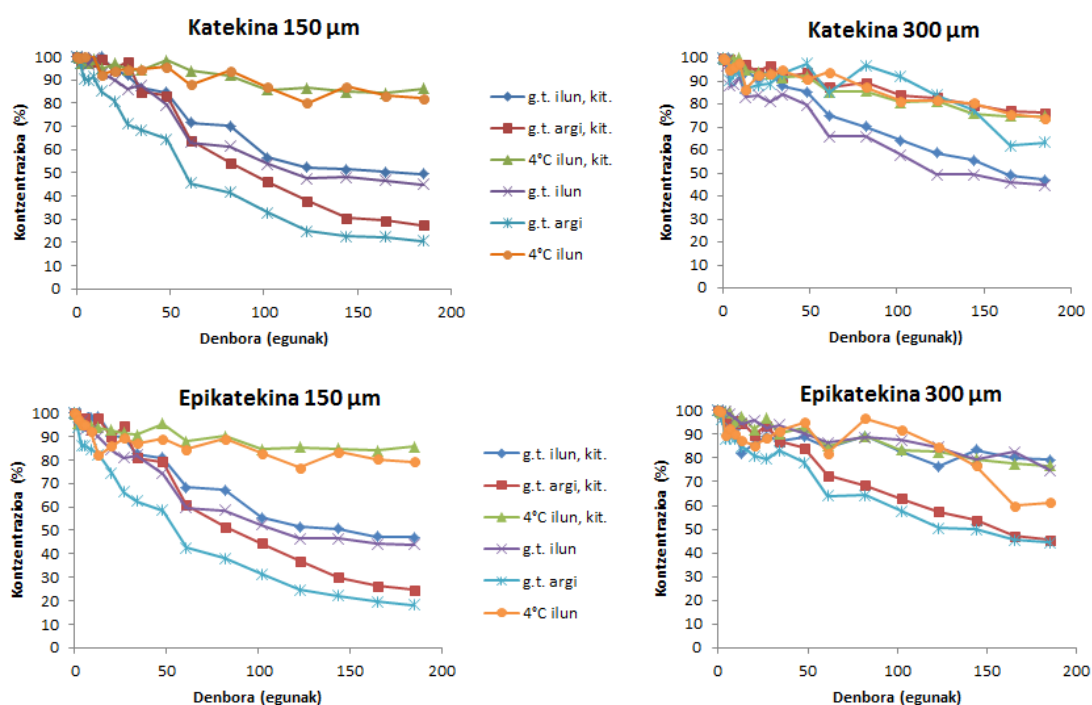 Katekina 150 µm
Kontzentrazioa (%)
100
90
80
70
60
50
40
30
20
10
0
0 50 100 150 200
Denbora (egunak)
g.t. ilun, kit.
g.t. argi, kit.
4°C ilun, kit.
g.t. ilun
g.t. argi
4°C ilun
Katekina 300 µm
Kontzentrazioa (%)
100
90
80
70
60
50
40
30
20
10
0
0 50 100 150 200
Denbora (egunak))
Epikatekina 150 µm
Kontzentrazioa (%)
100
90
80
70
60
50
40
30
20
10
0
0 50 100 150 200
Denbora (egunak)
g.t. ilun, kit.
g.t. argi, kit.
4°C ilun, kit.
g.t. ilun
g.t. argi
4°C ilun
Epikatekina 300 µm
Kontzentrazioa (%)
100
90
80
70
60
50
40
30
20
10
0
0 50 100 150 200
Denbora (egunak)